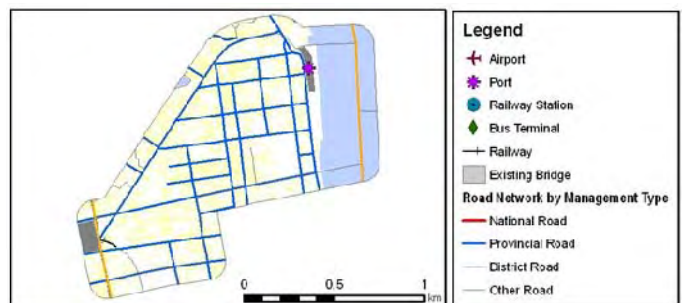 Legend
Airport
Port
Railway Station
Bus Terminal
Railway
Existing Bridge
Road Network by Management Type
National Road
Provincial Road
District Road
Other Road
0 0 5 1
km